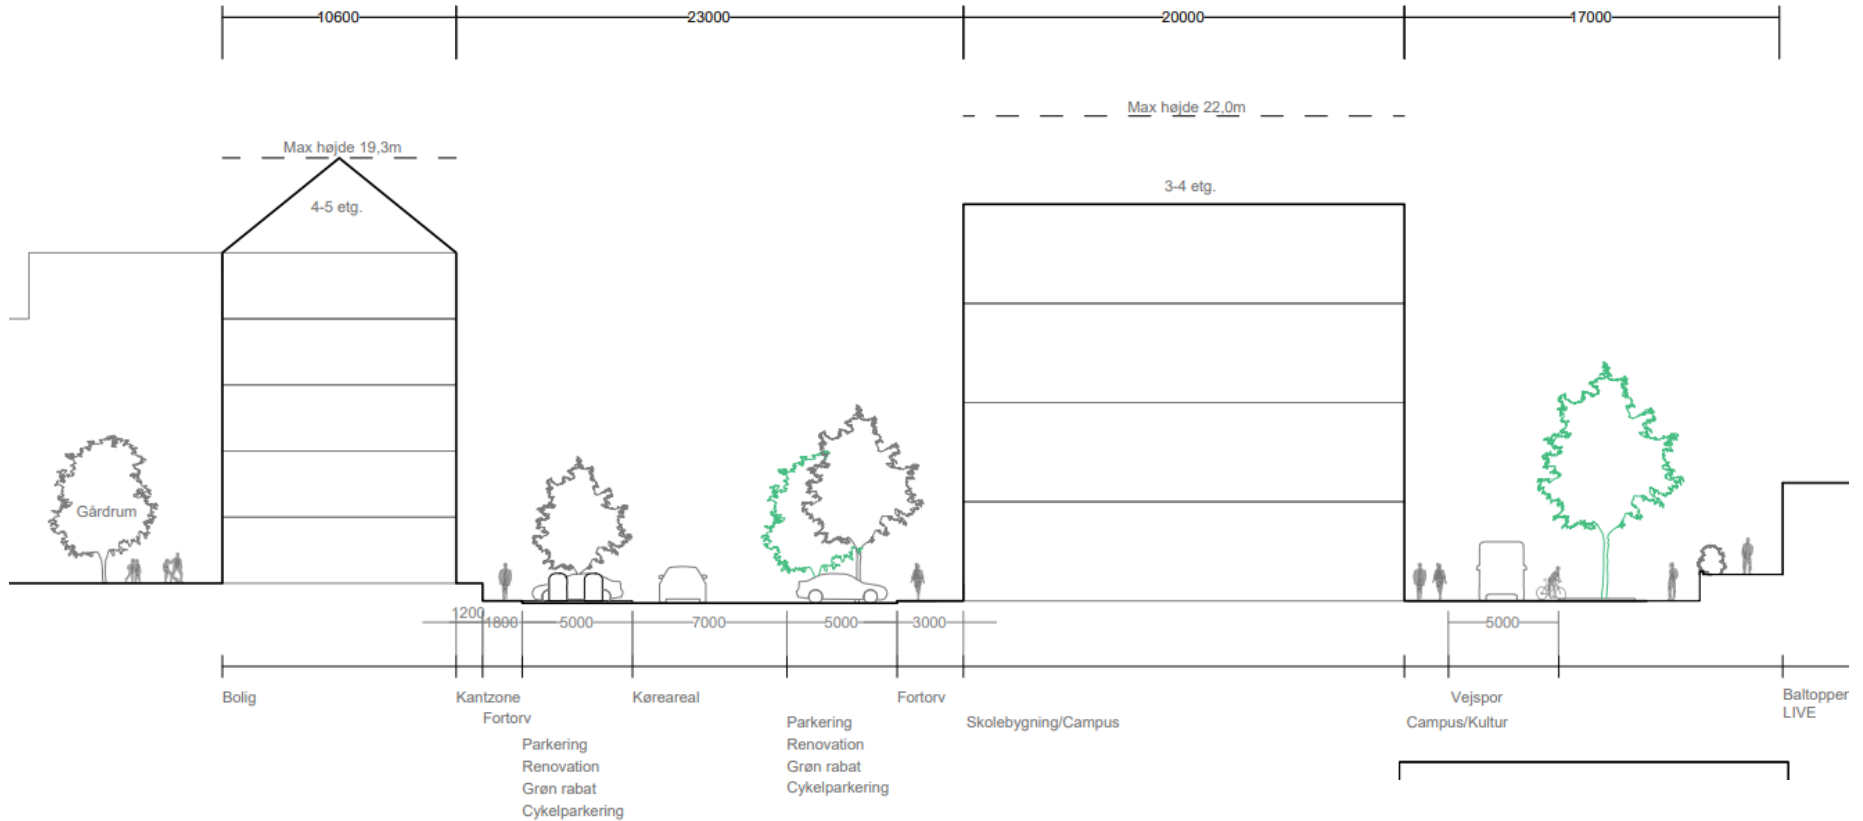 10600
23000
20000
17000
Max højde 22,0m
Max højde 19,3m
3-4 etg.
4-5 etg.
Gårdrum
1200
1800
5000
7000
5000
3000
5000
Bolig
Kantzone
Fortorv
Parkering
Renovation
Grøn rabat
Cykelparkering
Køreareal
Parkering
Renovation
Grøn rabat
Cykelparkering
Fortorv
Skolebygning/Campus
Vejspor
Campus/Kultur
Baltoppen
LIVE